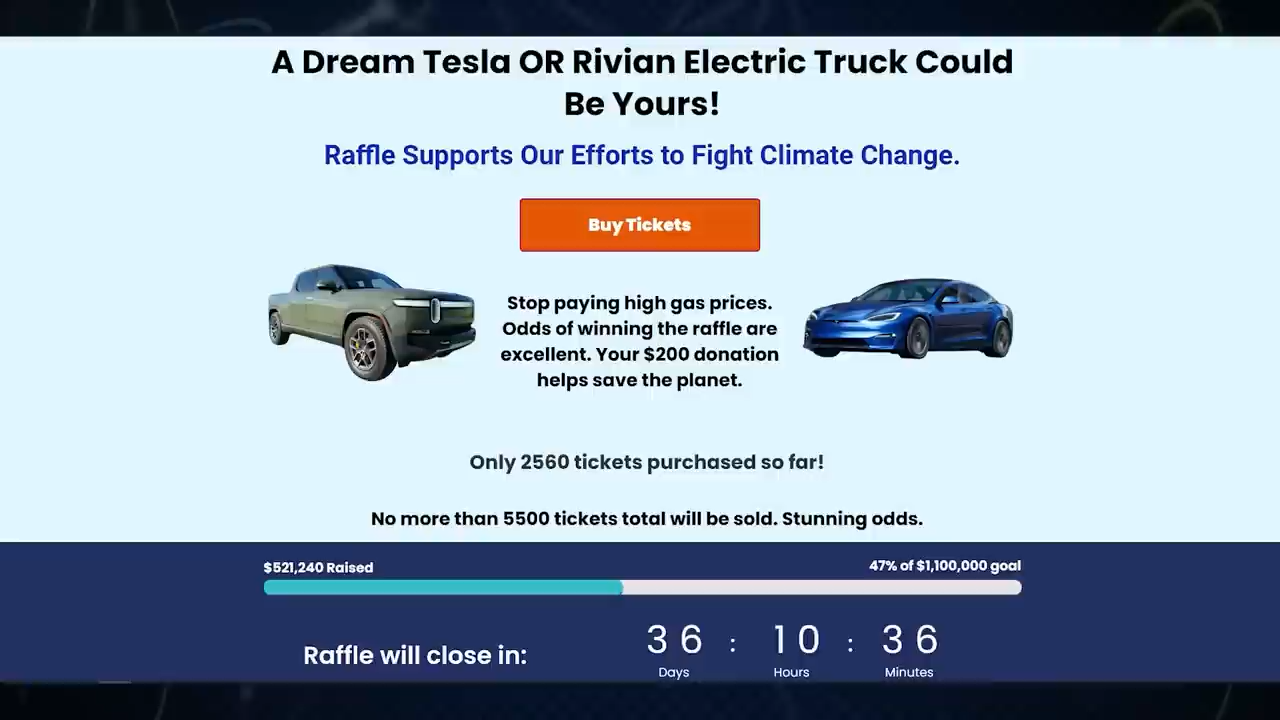 A Dream Tesla OR Rivian Electric Truck Could
Be Yours!
Raffle Supports Our Efforts to Fight Climate Change.
Buy Tickets
Stop paying high gas prices.
Odds of winning the raffle are
excellent. Your $200 donation
helps save the planet.
Only 2560 tickets purchased so far!
No more than 5500 tickets total will be sold. Stunning odds.
$521,240 Raised
47% of $1,100,000 goal
Raffle will close in:
36 : 10 : 36
Days Hours Minutes